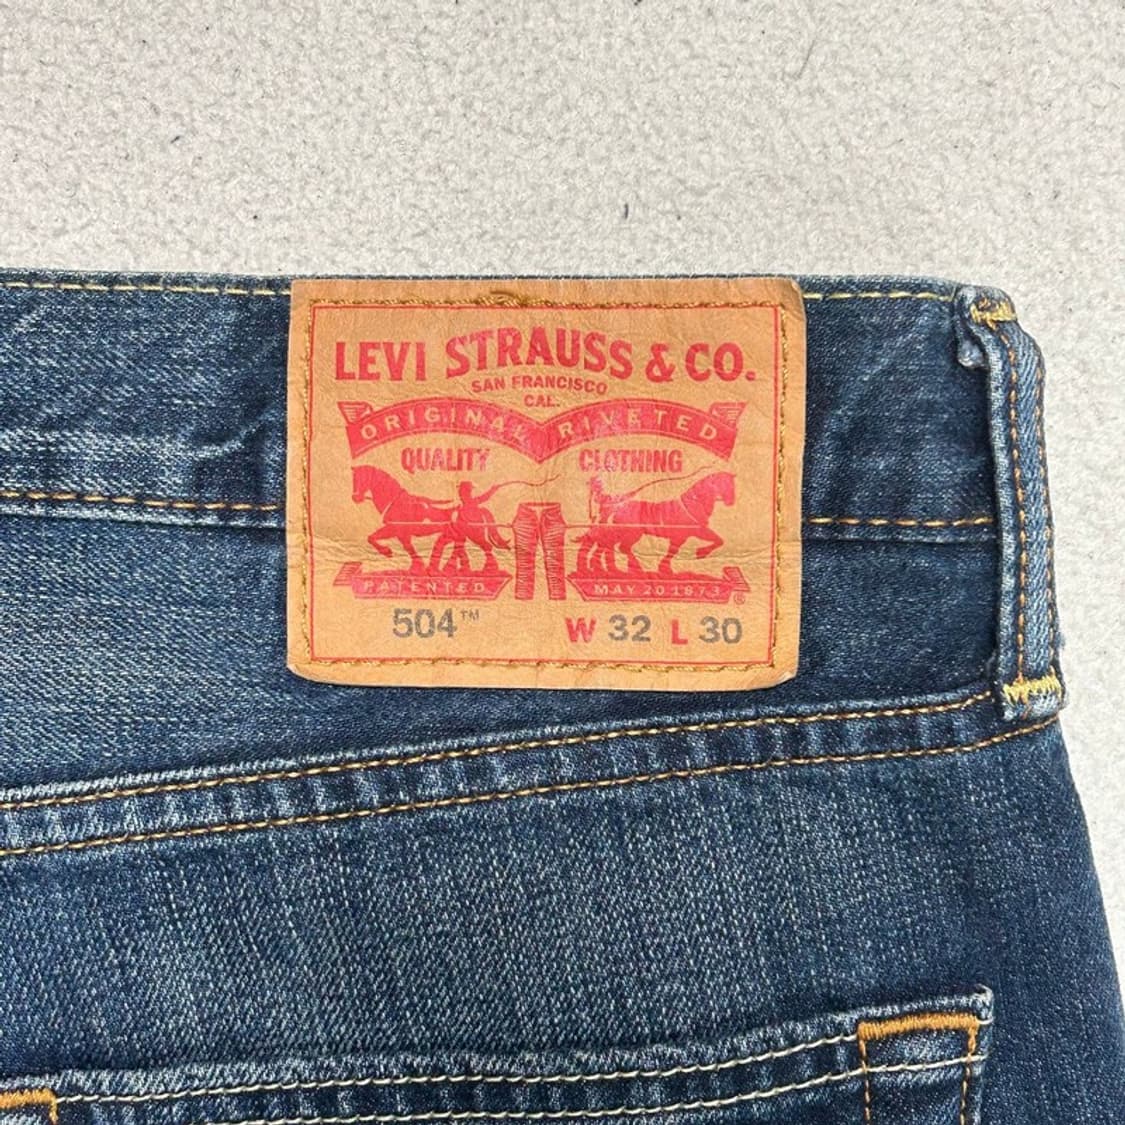 LEVI STRAUSS & CO.
SAN FRANCISCO
CAL.
ORIGINAL RIVETED
QUALITY CLOTHING
PATENTED MAY 20 1873 ®
504™ W 32 L 30